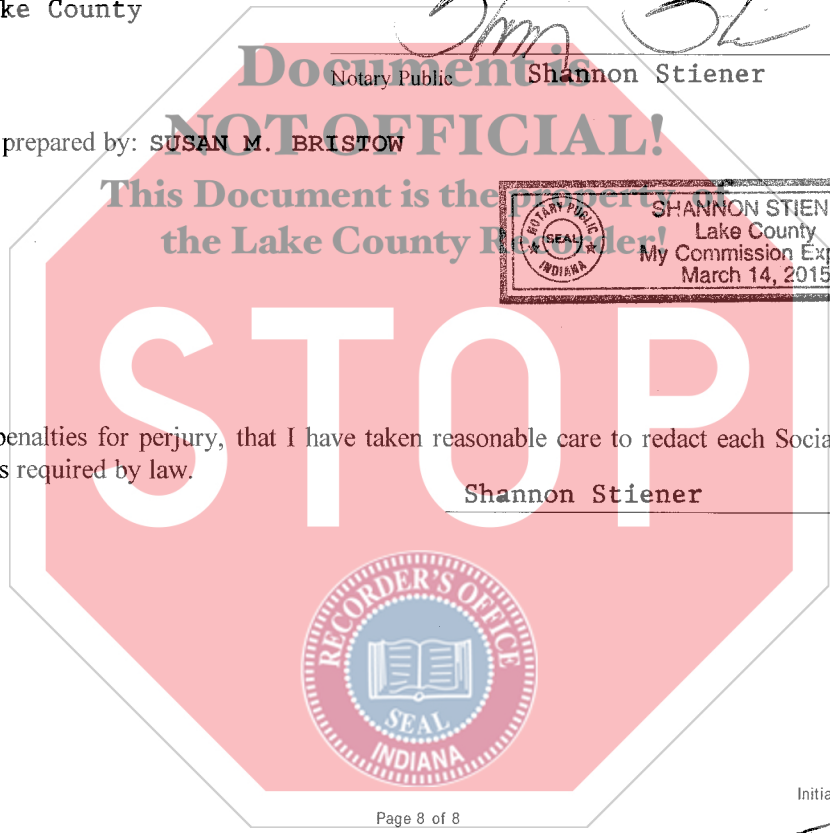 ke County
Document is
Notary Public Shannon Stiener
prepared by: SUSAN M. BRISTOW
NOT OFFICIAL!
This Document is the property of
the Lake County Recorder!
SHANNON STIEN
Lake County
My Commission Exp
March 14, 2015
NOTARY PUBLIC
SEAL
INDIANA
STOP
penalties for perjury, that I have taken reasonable care to redact each Socia
s required by law.
Shannon Stiener
RECORDER'S OFFICE
SEAL
INDIANA
Initia
Page 8 of 8